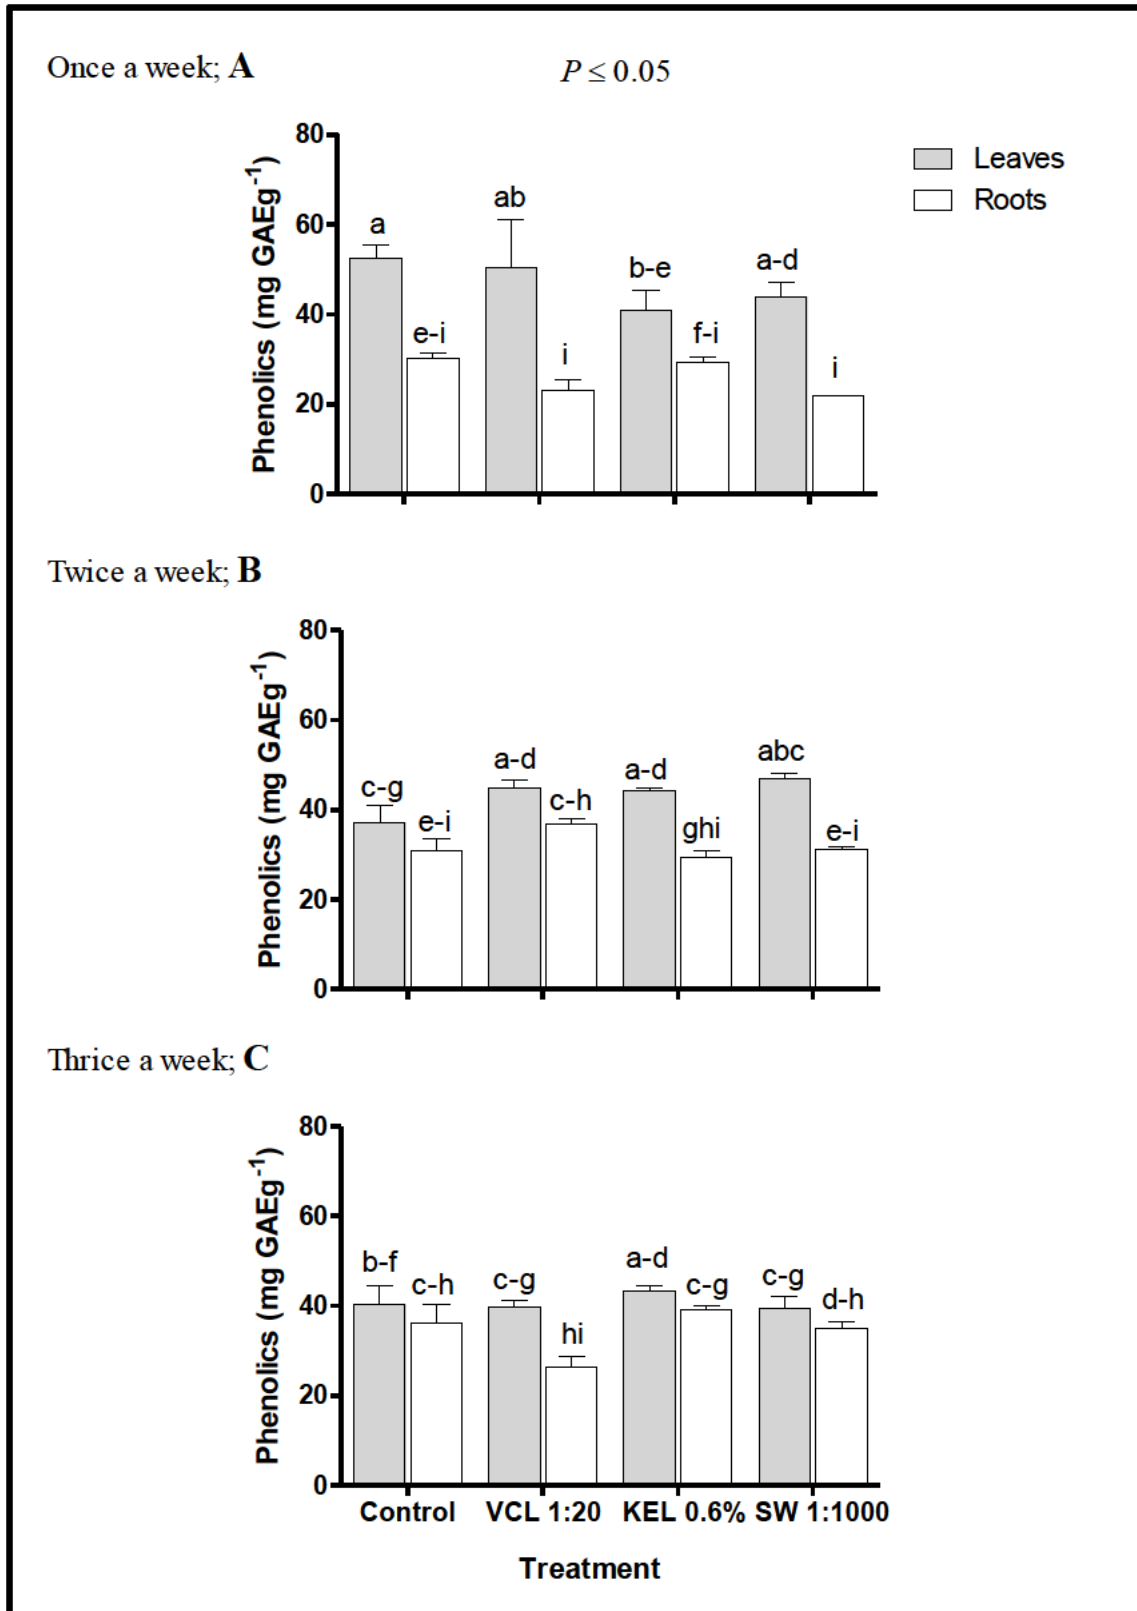 Once a week; A
P ≤ 0.05
80
60
40
20
0
Phenolics (mg GAEg⁻¹)
a
e-i
ab
i
b-e
f-i
a-d
i
Leaves
Roots
Twice a week; B
80
60
40
20
0
Phenolics (mg GAEg⁻¹)
c-g
e-i
a-d
c-h
a-d
ghi
abc
e-i
Thrice a week; C
80
60
40
20
0
Phenolics (mg GAEg⁻¹)
b-f
c-h
c-g
hi
a-d
c-g
c-g
d-h
Control VCL 1:20 KEL 0.6% SW 1:1000
Treatment